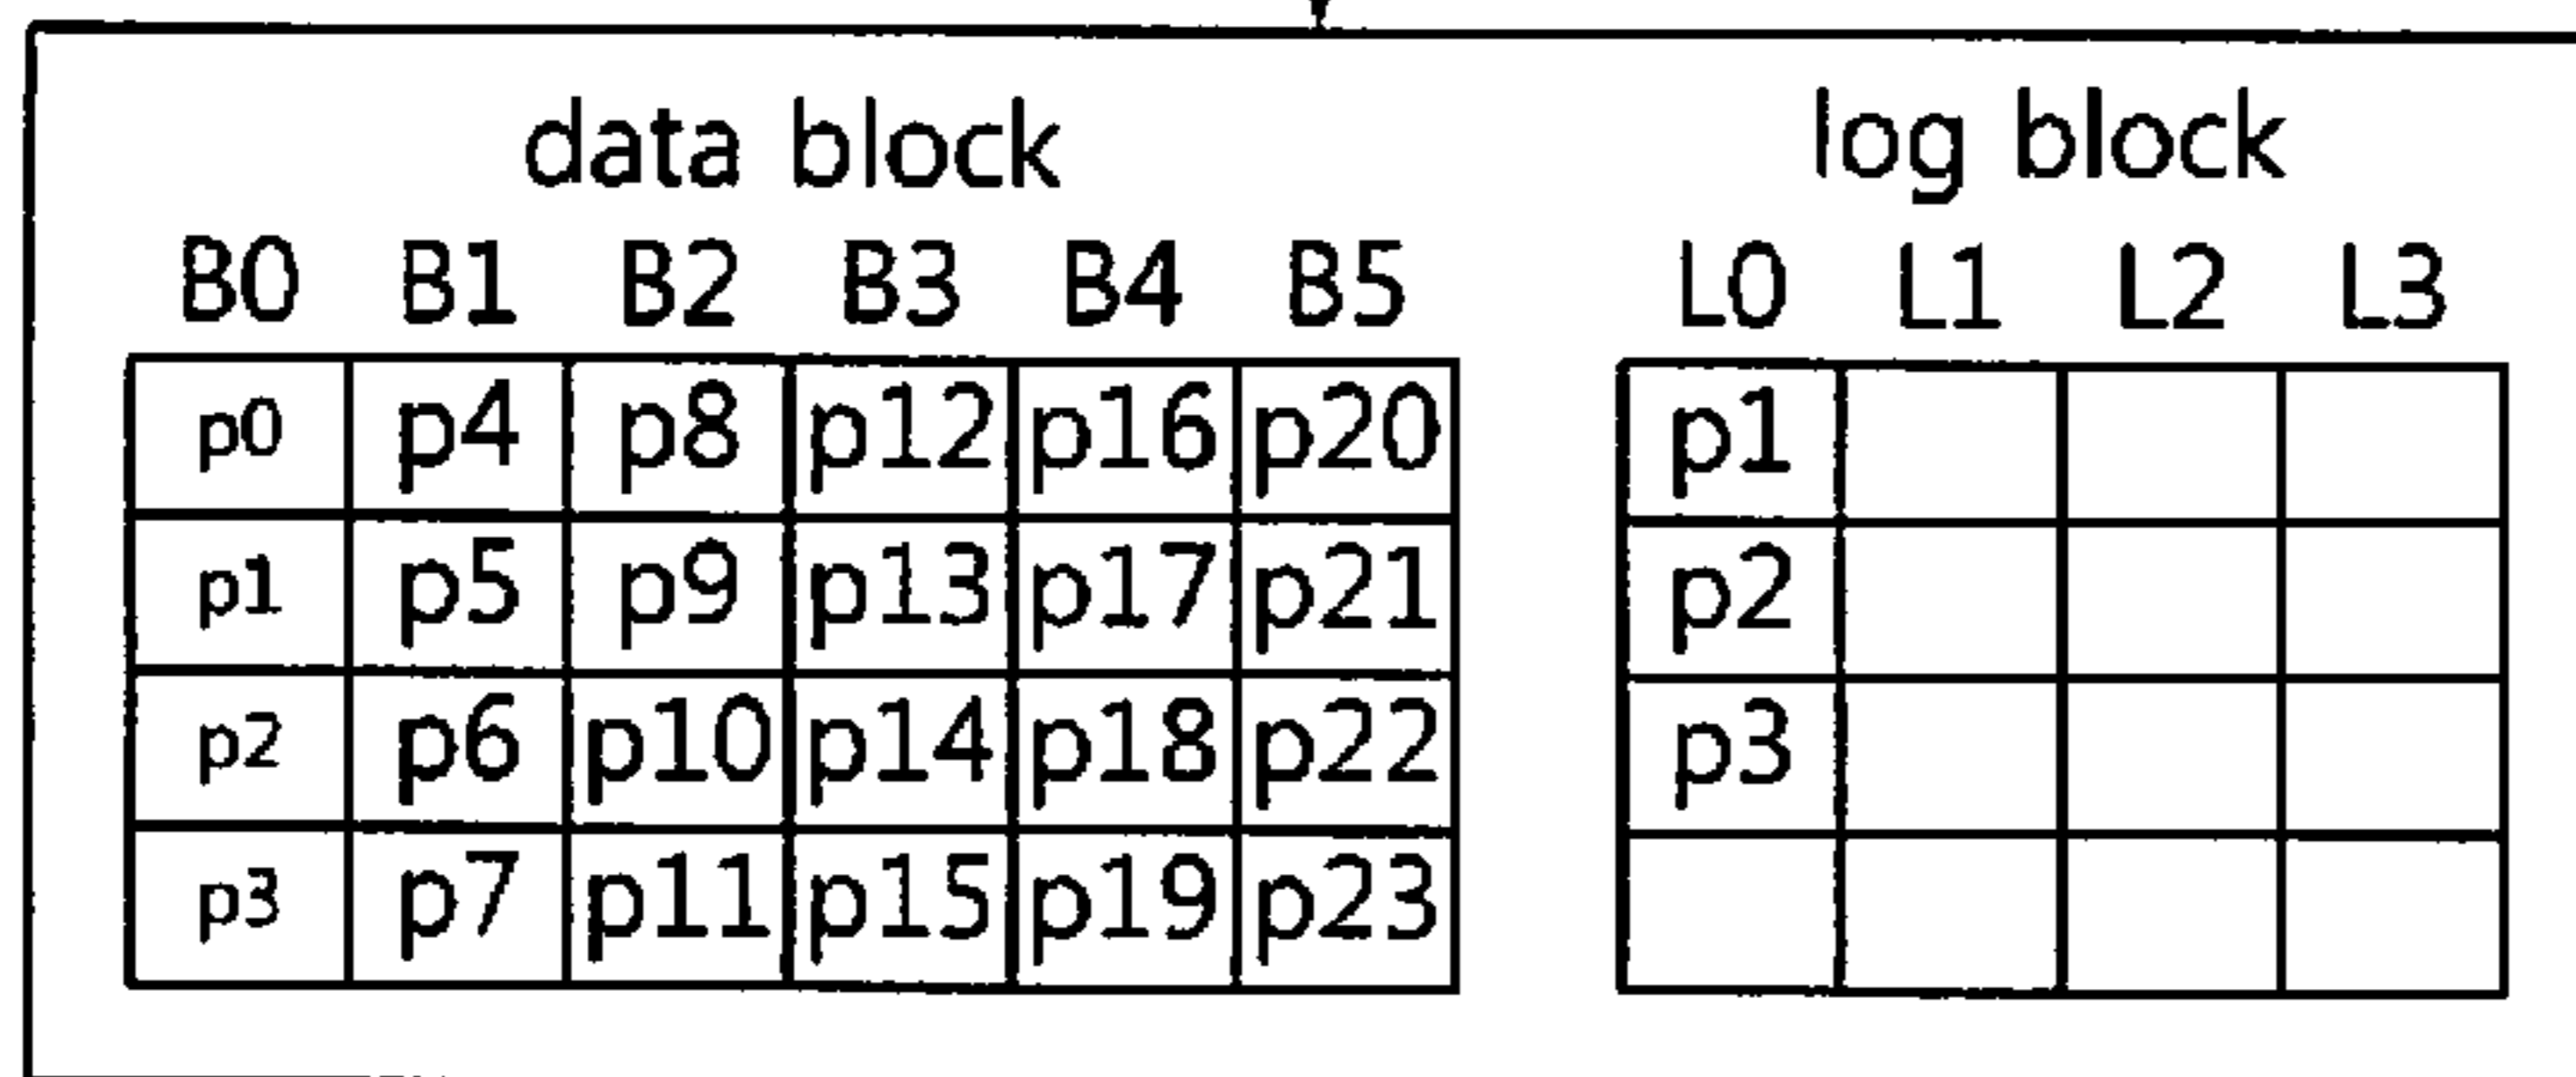 data block log block
B0 B1 B2 B3 B4 B5 L0 L1 L2 L3
p0 p4 p8 p12 p16 p20 p1
p1 p5 p9 p13 p17 p21 p2
p2 p6 p10 p14 p18 p22 p3
p3 p7 p11 p15 p19 p23